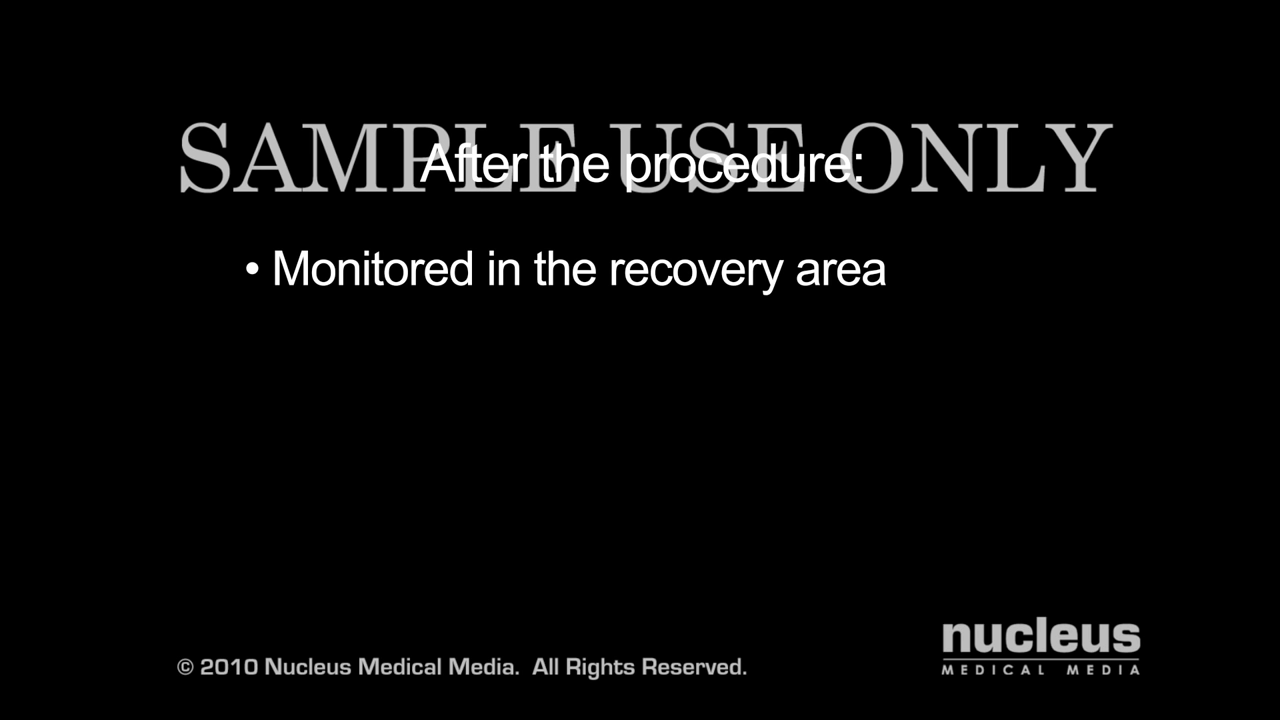 SAMPLE USE ONLY
After the procedure:
• Monitored in the recovery area
nucleus
MEDICAL MEDIA
© 2010 Nucleus Medical Media. All Rights Reserved.